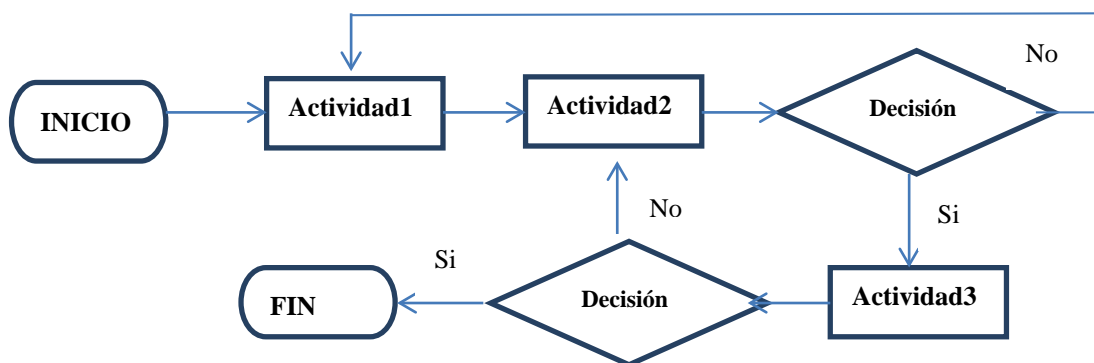 No
INICIO
Actividad1
Actividad2
Decisión
No
Si
Si
FIN
Decisión
Actividad3